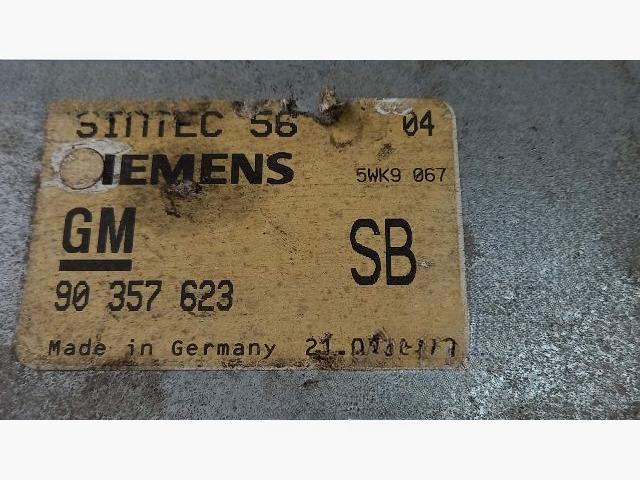 SIMTEC 56 04
SIEMENS 5WK9 067
GM SB
90 357 623
Made in Germany